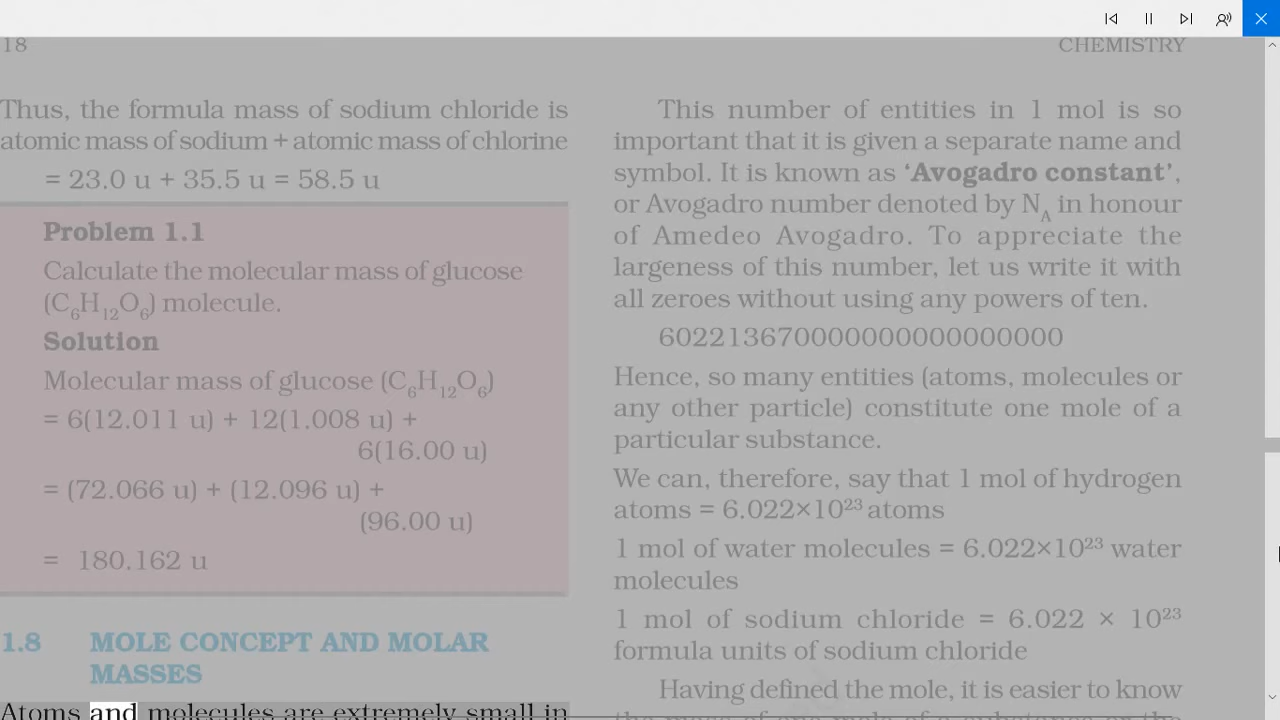 18
CHEMISTRY
Thus, the formula mass of sodium chloride is
atomic mass of sodium + atomic mass of chlorine
= 23.0 u + 35.5 u = 58.5 u
Problem 1.1
Calculate the molecular mass of glucose
(C₆H₁₂O₆) molecule.
Solution
Molecular mass of glucose (C₆H₁₂O₆)
= 6(12.011 u) + 12(1.008 u) +
6(16.00 u)
= (72.066 u) + (12.096 u) +
(96.00 u)
= 180.162 u
1.8 MOLE CONCEPT AND MOLAR
MASSES
Atoms and molecules are extremely small in
This number of entities in 1 mol is so
important that it is given a separate name and
symbol. It is known as ‘Avogadro constant’,
or Avogadro number denoted by N_A in honour
of Amedeo Avogadro. To appreciate the
largeness of this number, let us write it with
all zeroes without using any powers of ten.
602213670000000000000000
Hence, so many entities (atoms, molecules or
any other particle) constitute one mole of a
particular substance.
We can, therefore, say that 1 mol of hydrogen
atoms = 6.022×10²³ atoms
1 mol of water molecules = 6.022×10²³ water
molecules
1 mol of sodium chloride = 6.022 × 10²³
formula units of sodium chloride
Having defined the mole, it is easier to know